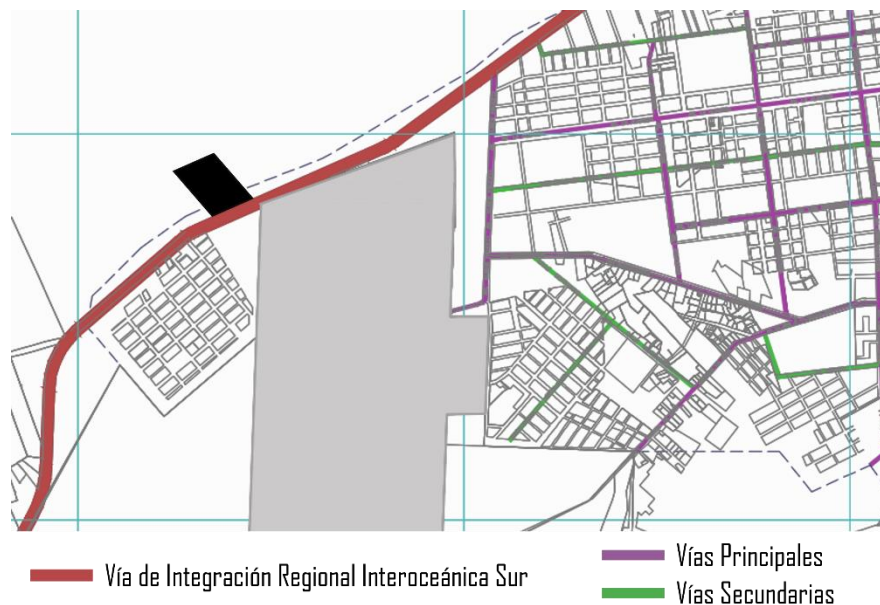 Vía de Integración Regional Interoceánica Sur
Vías Principales
Vías Secundarias